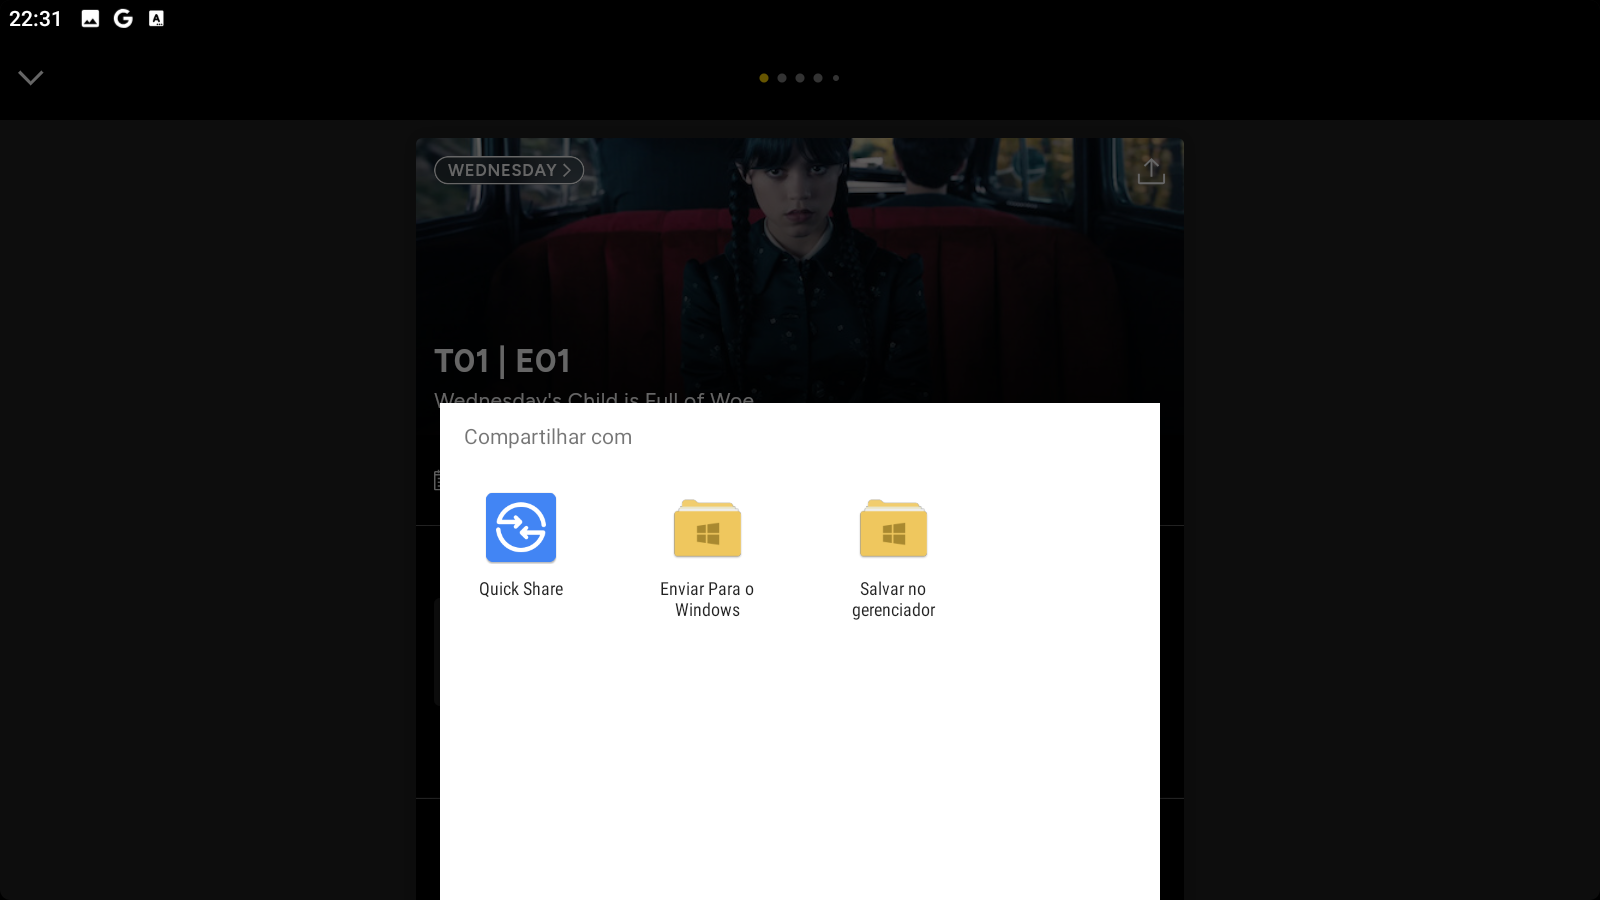 22:31
WEDNESDAY
T01 | E01
Wednesday's Child is Full of Woe
Compartilhar com
Quick Share
Enviar Para o
Windows
Salvar no
gerenciador